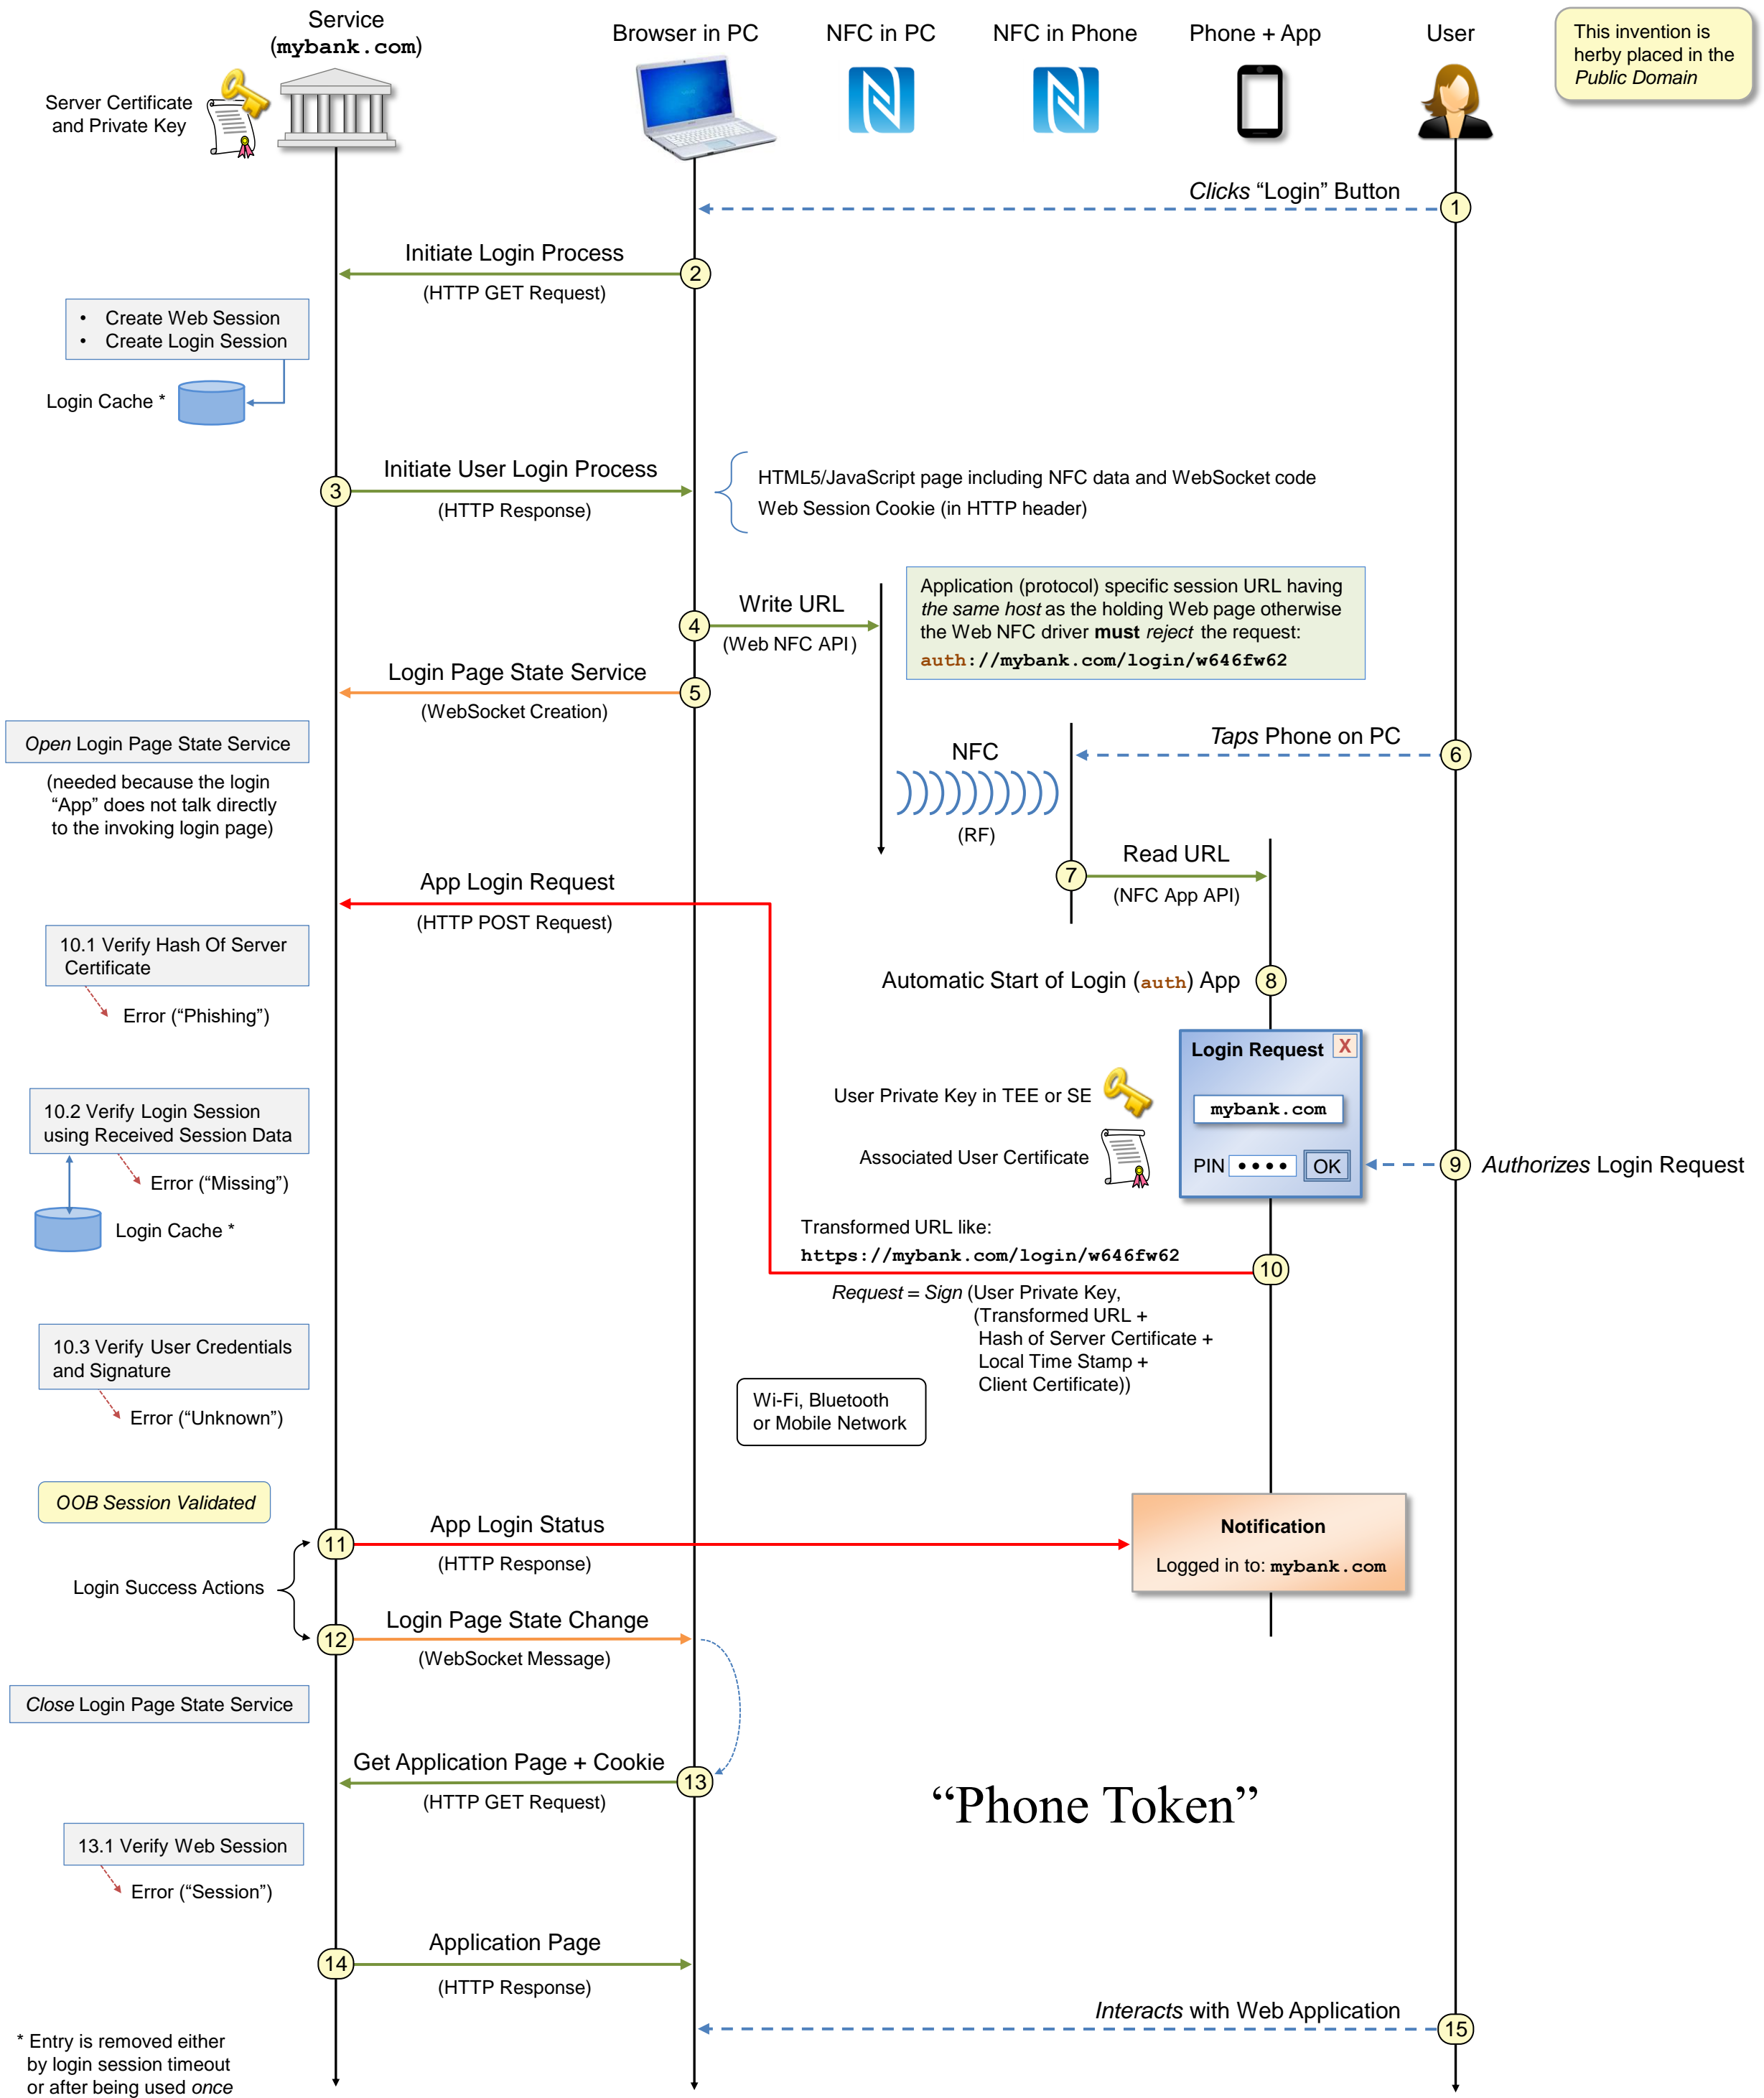 Service
(mybank.com)
Browser in PC
NFC in PC
NFC in Phone
Phone + App
User
This invention is
herby placed in the
Public Domain
Server Certificate
and Private Key
Clicks “Login” Button
1
Initiate Login Process
2
(HTTP GET Request)
• Create Web Session
• Create Login Session
Login Cache *
Initiate User Login Process
3
(HTTP Response)
HTML5/JavaScript page including NFC data and WebSocket code
Web Session Cookie (in HTTP header)
Write URL
4
(Web NFC API)
Application (protocol) specific session URL having
the same host as the holding Web page otherwise
the Web NFC driver must reject the request:
auth://mybank.com/login/w646fw62
Login Page State Service
5
(WebSocket Creation)
Open Login Page State Service
(needed because the login
“App” does not talk directly
to the invoking login page)
Taps Phone on PC
6
NFC
(RF)
Read URL
7
(NFC App API)
App Login Request
(HTTP POST Request)
10.1 Verify Hash Of Server
Certificate
Error (“Phishing”)
Automatic Start of Login (auth) App
8
Login Request
X
mybank.com
PIN
OK
User Private Key in TEE or SE
Associated User Certificate
9
Authorizes Login Request
10.2 Verify Login Session
using Received Session Data
Error (“Missing”)
Login Cache *
Transformed URL like:
https://mybank.com/login/w646fw62
10
Request = Sign (User Private Key,
(Transformed URL +
Hash of Server Certificate +
Local Time Stamp +
Client Certificate))
10.3 Verify User Credentials
and Signature
Error (“Unknown”)
Wi-Fi, Bluetooth
or Mobile Network
OOB Session Validated
App Login Status
11
(HTTP Response)
Notification
Logged in to: mybank.com
Login Success Actions
Login Page State Change
12
(WebSocket Message)
Close Login Page State Service
Get Application Page + Cookie
13
(HTTP GET Request)
“Phone Token”
13.1 Verify Web Session
Error (“Session”)
Application Page
14
(HTTP Response)
Interacts with Web Application
15
* Entry is removed either
by login session timeout
or after being used once